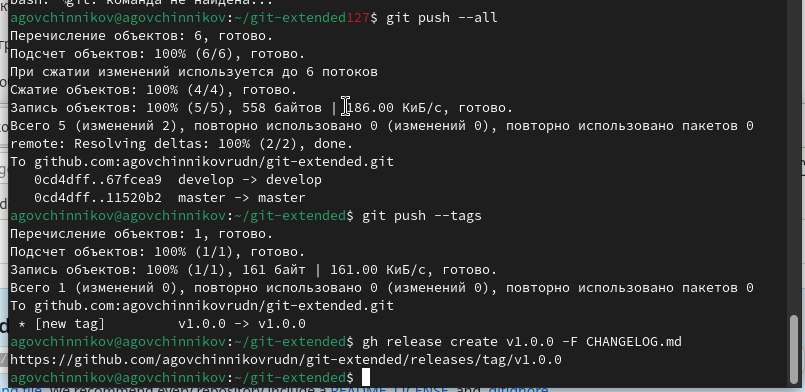 agovchinnikov@agovchinnikov:~/git-extended127$ git push --all
Перечисление объектов: 6, готово.
Подсчет объектов: 100% (6/6), готово.
При сжатии изменений используется до 6 потоков
Сжатие объектов: 100% (4/4), готово.
Запись объектов: 100% (5/5), 558 байтов | 186.00 КиБ/с, готово.
Всего 5 (изменений 2), повторно использовано 0 (изменений 0), повторно использовано пакетов 0
remote: Resolving deltas: 100% (2/2), done.
To github.com:agovchinnikovrudn/git-extended.git
0cd4dff..67fcea9  develop -> develop
0cd4dff..11520b2  master -> master
agovchinnikov@agovchinnikov:~/git-extended$ git push --tags
Перечисление объектов: 1, готово.
Подсчет объектов: 100% (1/1), готово.
Запись объектов: 100% (1/1), 161 байт | 161.00 КиБ/с, готово.
Всего 1 (изменений 0), повторно использовано 0 (изменений 0), повторно использовано пакетов 0
To github.com:agovchinnikovrudn/git-extended.git
* [new tag]         v1.0.0 -> v1.0.0
agovchinnikov@agovchinnikov:~/git-extended$ gh release create v1.0.0 -F CHANGELOG.md
https://github.com/agovchinnikovrudn/git-extended/releases/tag/v1.0.0
agovchinnikov@agovchinnikov:~/git-extended$